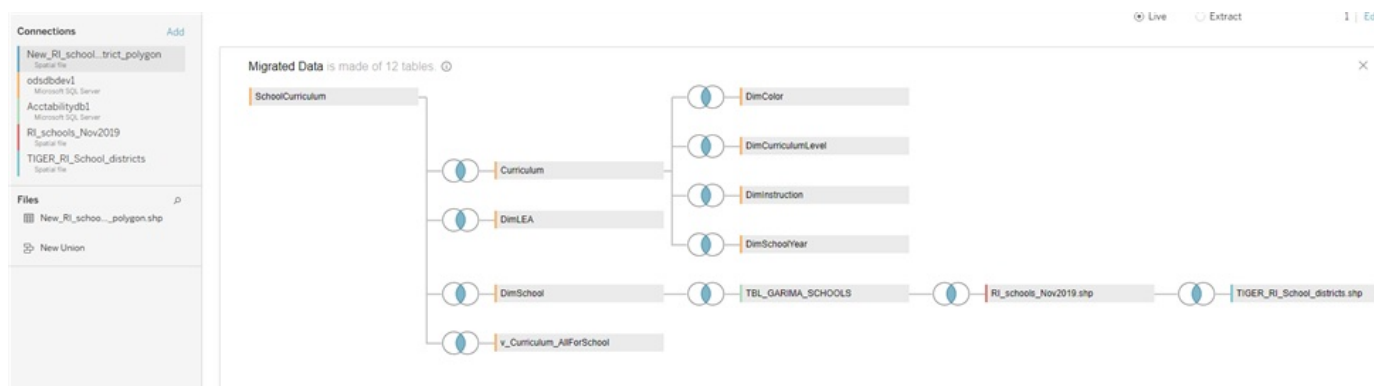 Live Extract 1 Ed
Connections Add
New_RI_school...trict_polygon
Spatial file
odsdbdev1
Microsoft SQL Server
Acctabilitydb1
Microsoft SQL Server
RI_schools_Nov2019
Spatial file
TIGER_RI_School_districts
Spatial file
Files
New_RI_schoo..._polygon.shp
New Union
Migrated Data is made of 12 tables.
SchoolCurriculum
DimColor
DimCurriculumLevel
Curriculum
DimInstruction
DimLEA
DimSchoolYear
DimSchool
TBL_GARIMA_SCHOOLS
RI_schools_Nov2019.shp
TIGER_RI_School_districts.shp
v_Curriculum_AllForSchool